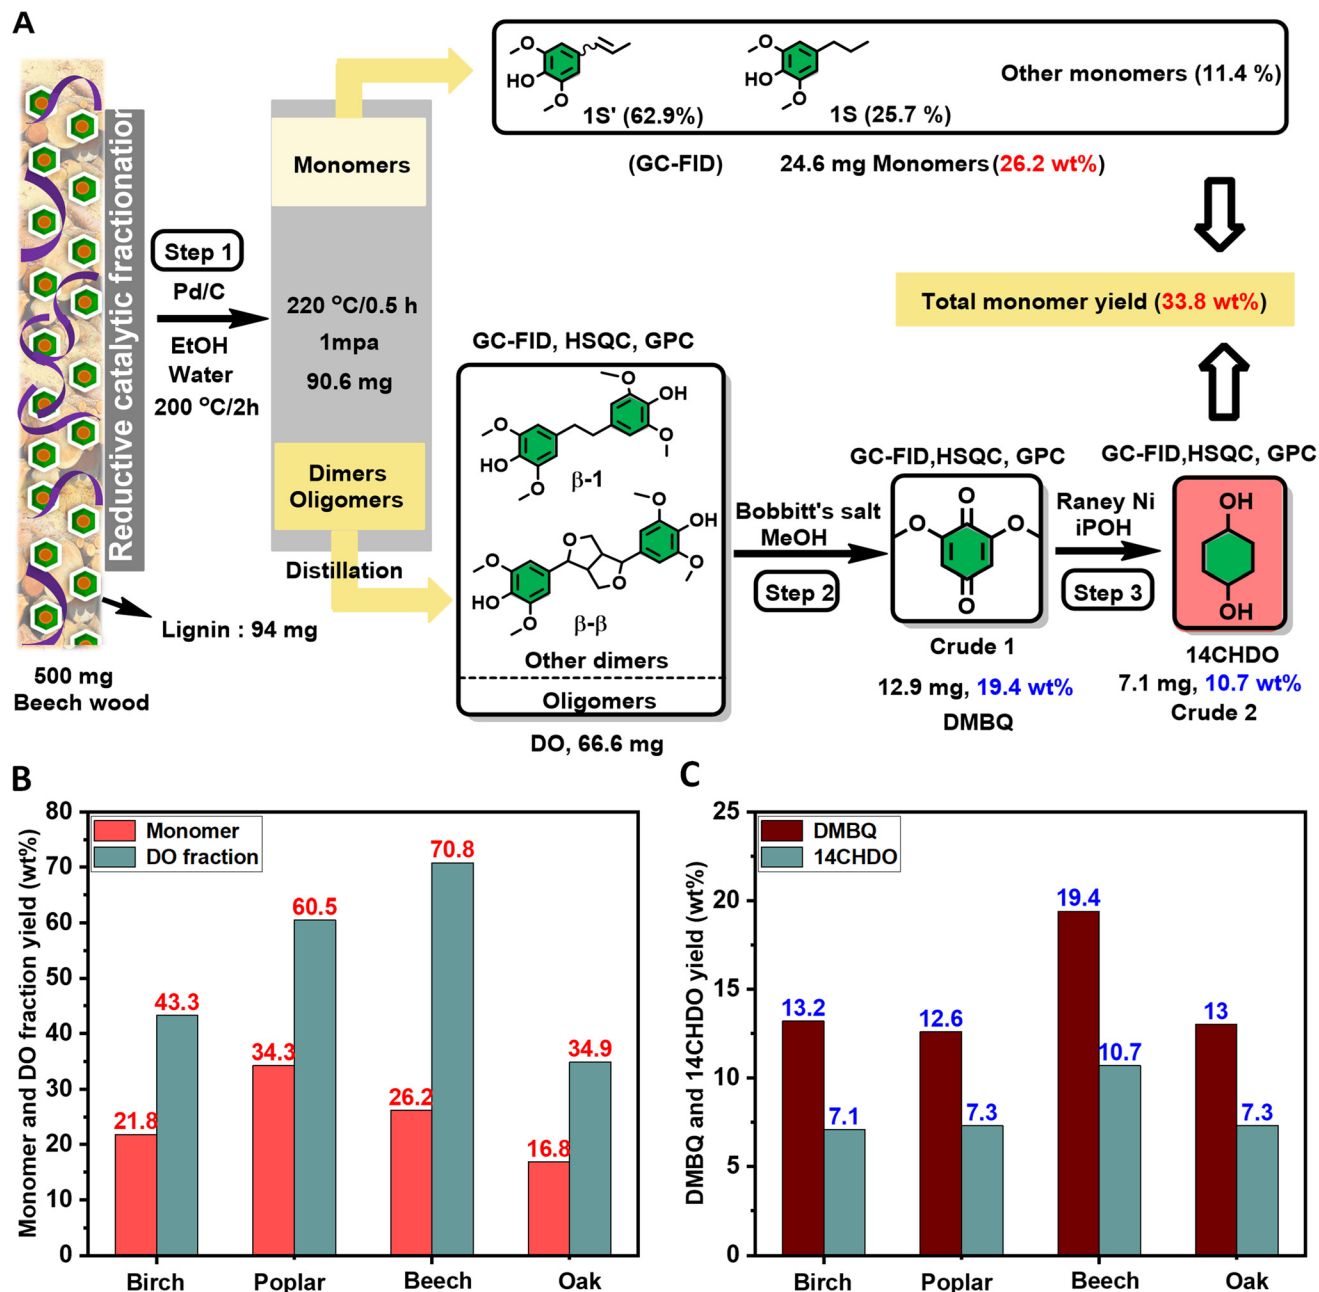 A
Reductive catalytic fractionation
500 mg
Beech wood
Lignin : 94 mg
Step 1
Pd/C
EtOH
Water
200 °C/2h
Monomers
220 °C/0.5 h
1mpa
90.6 mg
Dimers
Oligomers
Distillation
O
O
HO
1S' (62.9%)
O
O
HO
1S (25.7 %)
Other monomers (11.4 %)
(GC-FID)
24.6 mg Monomers (26.2 wt%)
Total monomer yield (33.8 wt%)
GC-FID, HSQC, GPC
O
OH
O
O
HO
O
β-1
O
OH
O
O
O
O
HO
O
β-β
Other dimers
Oligomers
DO, 66.6 mg
Bobbitt's salt
MeOH
Step 2
GC-FID,HSQC, GPC
O
O
O
O
Crude 1
12.9 mg, 19.4 wt%
DMBQ
Raney Ni
iPOH
Step 3
GC-FID,HSQC, GPC
OH
OH
14CHDO
7.1 mg, 10.7 wt%
Crude 2
B
Monomer and DO fraction yield (wt%)
80
70
60
50
40
30
20
10
0
Monomer
DO fraction
21.8
43.3
34.3
60.5
26.2
70.8
16.8
34.9
Birch
Poplar
Beech
Oak
C
DMBQ and 14CHDO yield (wt%)
25
20
15
10
5
0
DMBQ
14CHDO
13.2
7.1
12.6
7.3
19.4
10.7
13
7.3
Birch
Poplar
Beech
Oak